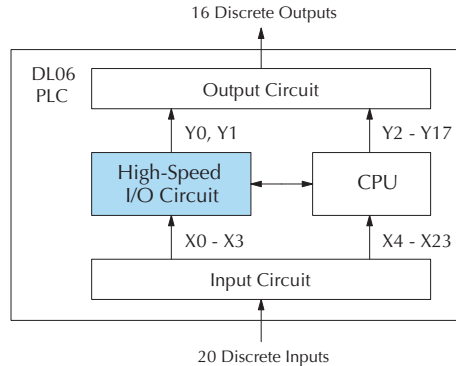 16 Discrete Outputs
DL06
PLC
Output Circuit
Y0, Y1
Y2 - Y17
High-Speed
I/O Circuit
CPU
X0 - X3
X4 - X23
Input Circuit
20 Discrete Inputs